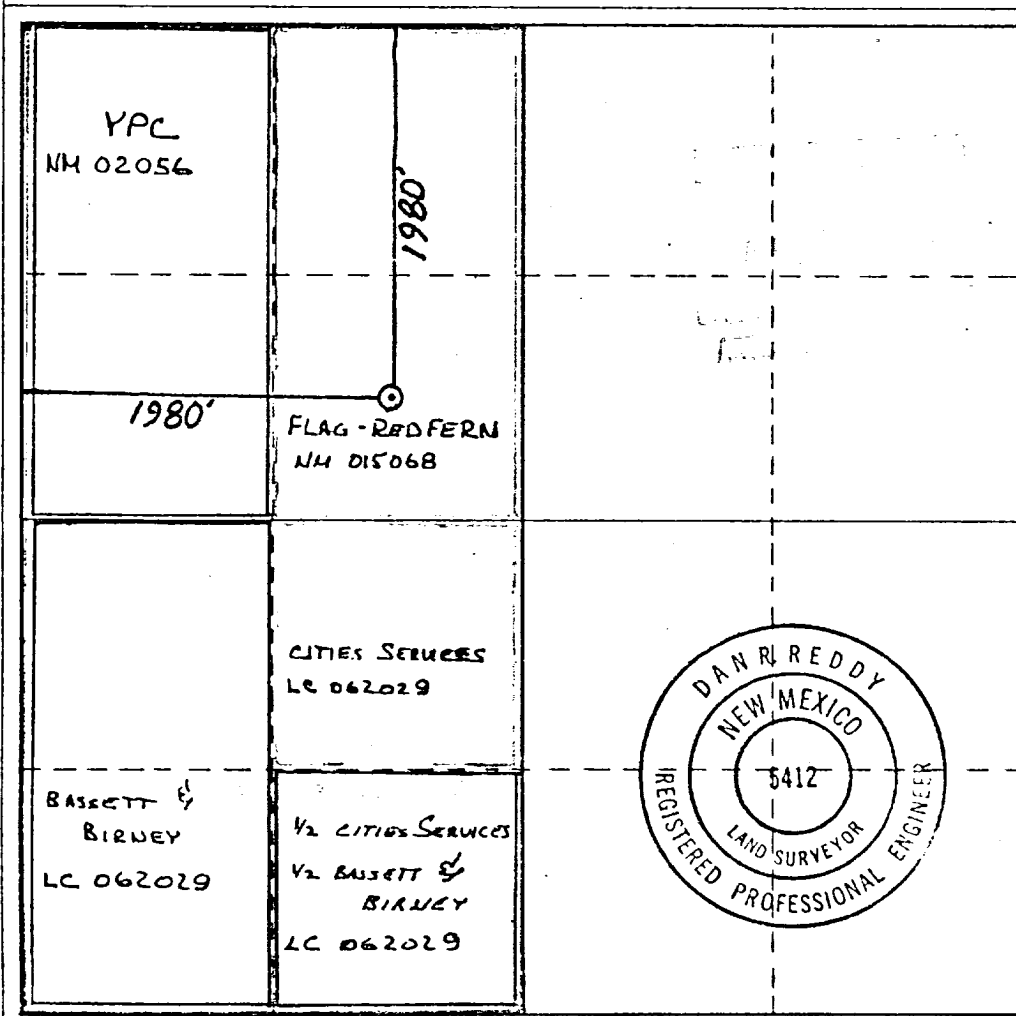 YPC
NM 02056
1980'
1980'
FLAG-REDFERN
NM 015068
CITIES SERVICES
LC 062029
BASSETT &
BIRNEY
LC 062029
1/2 CITIES SERVICES
1/2 BASSETT &
BIRNEY
LC 062029
DAN R REDDY
NEW MEXICO
5412
LAND SURVEYOR
REGISTERED PROFESSIONAL ENGINEER